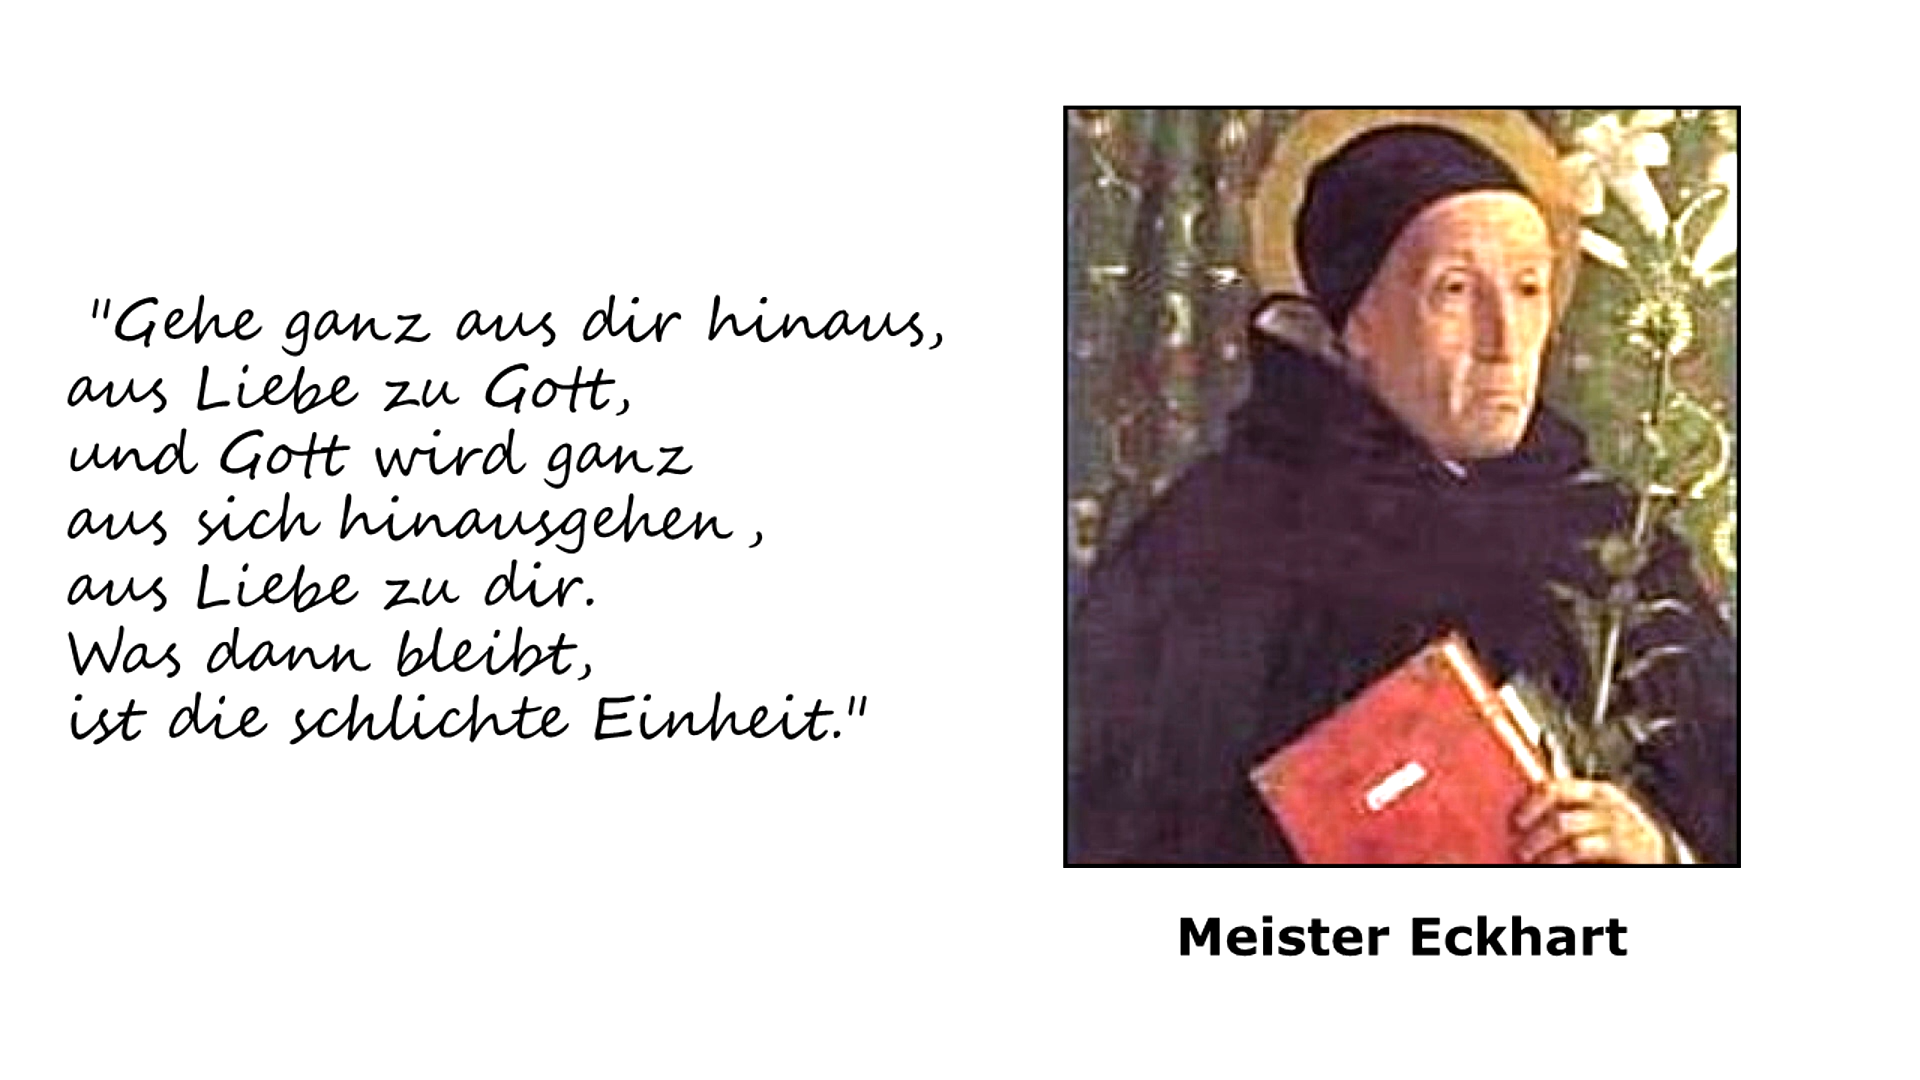 "Gehe ganz aus dir hinaus,
aus Liebe zu Gott,
und Gott wird ganz
aus sich hinausgehen ,
aus Liebe zu dir.
Was dann bleibt,
ist die schlichte Einheit."
Meister Eckhart